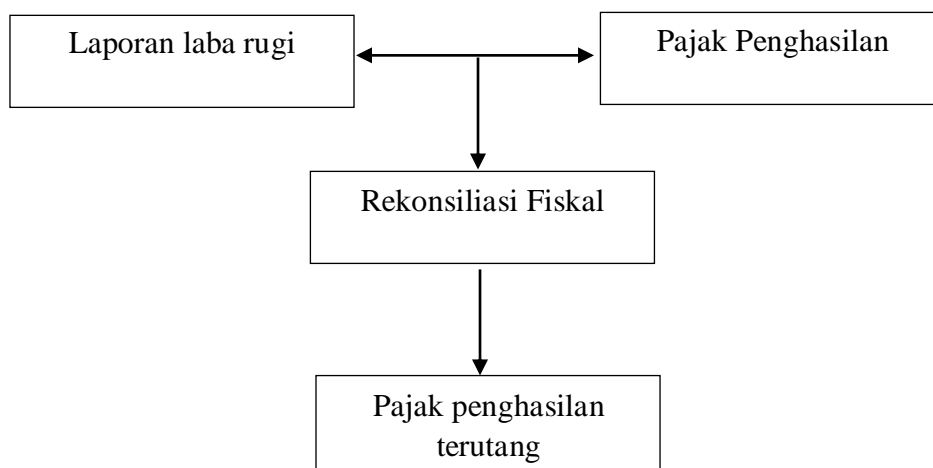 Laporan laba rugi
Pajak Penghasilan
Rekonsiliasi Fiskal
Pajak penghasilan
terutang